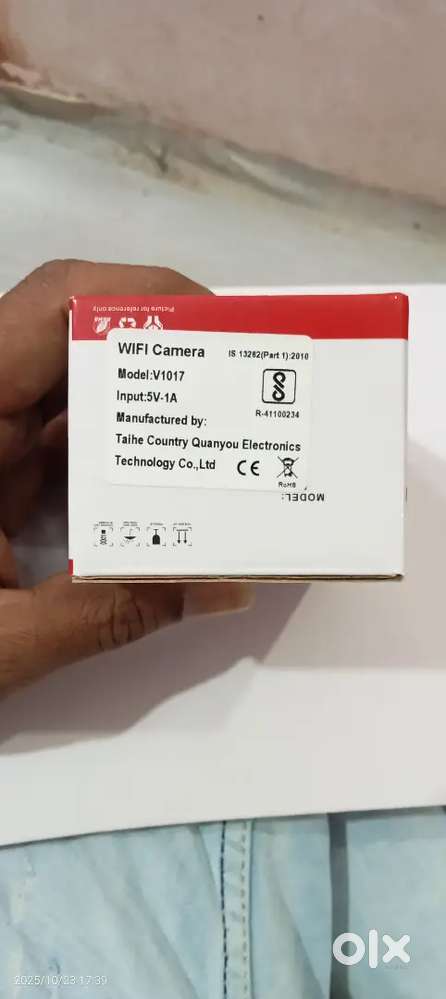 Picture for reference only
WIFI Camera
IS 13252(Part 1):2010
Model:V1017
Input:5V-1A
R-41100234
Manufactured by:
Taihe Country Quanyou Electronics
Technology Co.,Ltd
CE
RoHS
MODEL:
olx
2025/10/23 17:39